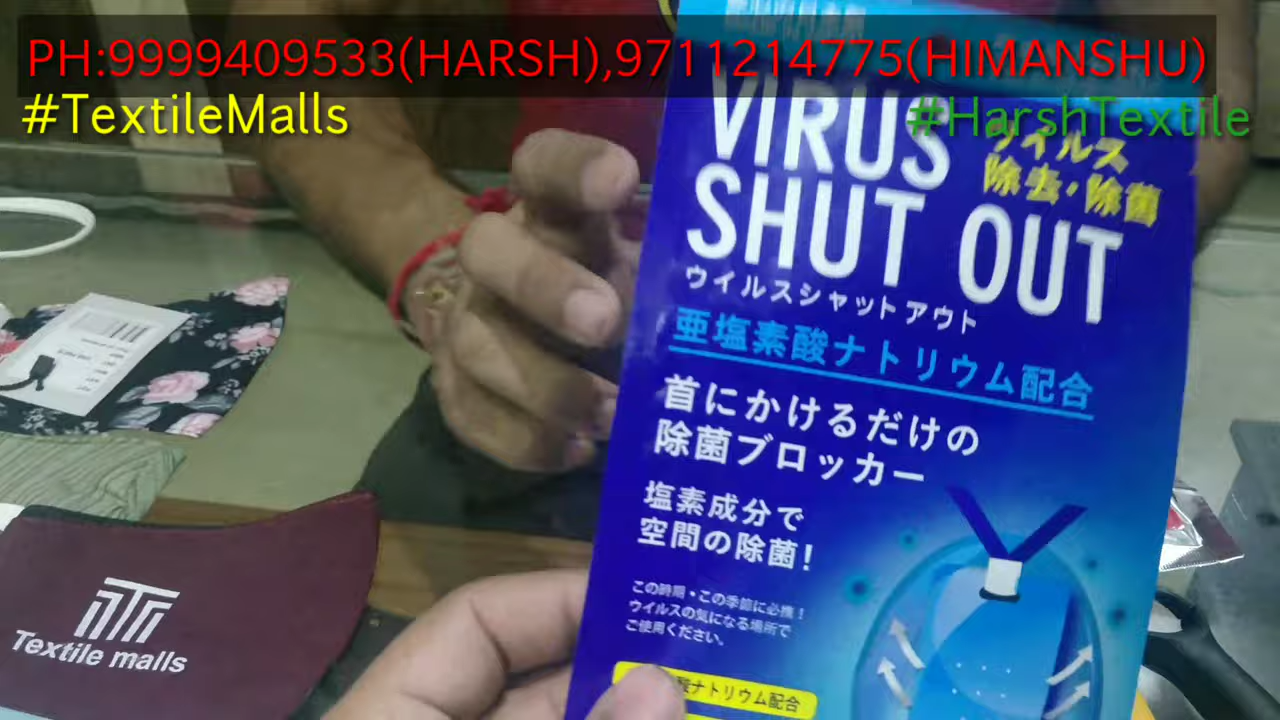 PH:9999409533(HARSH),9711214775(HIMANSHU)
#TextileMalls
#HarshTextile
VIRUS
SHUT OUT
ウイルス
除去・除菌
ウイルスシャットアウト
亜塩素酸ナトリウム配合
首にかけるだけの
除菌ブロッカー
塩素成分で
空間の除菌!
この時期・この季節に必携!
ウイルスの気になる場所で
ご使用ください。
酸ナトリウム配合
Textile malls